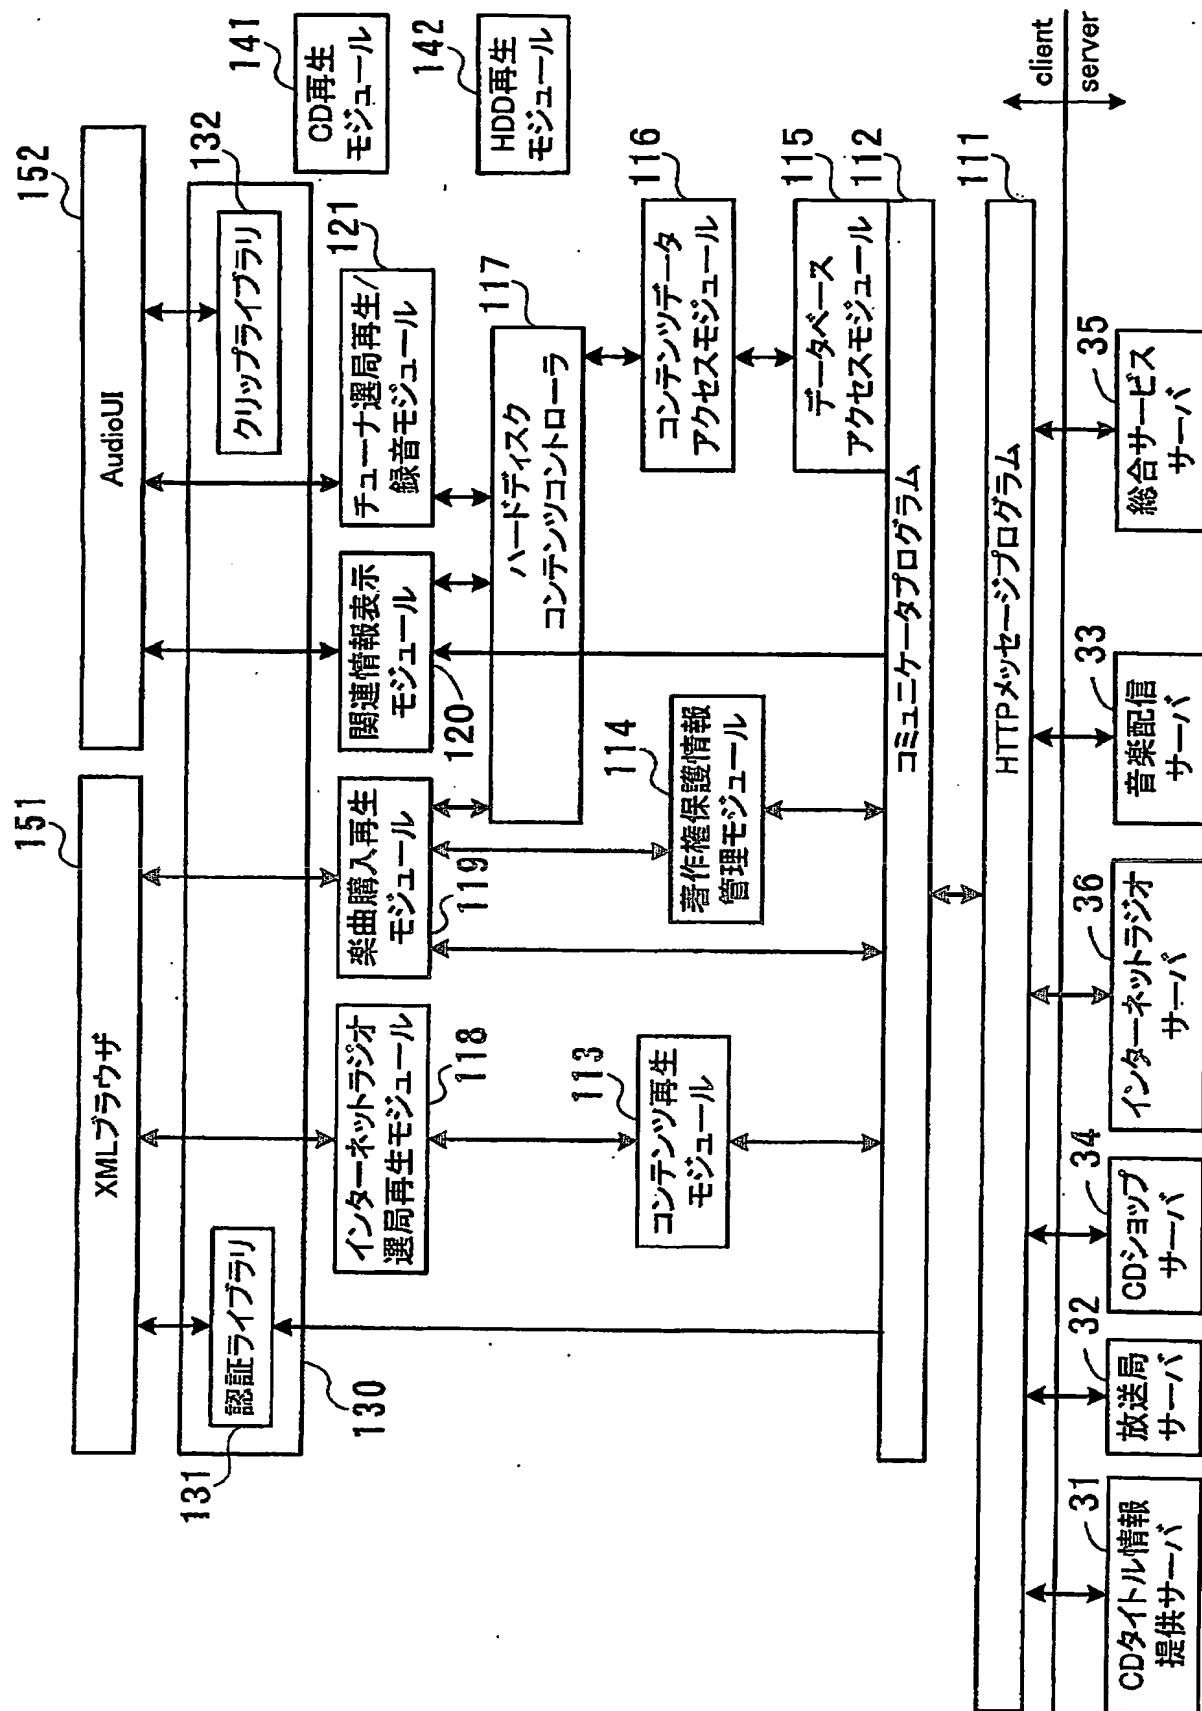 151
XMLブラウザ
152
AudioUI
141
CD再生
モジュール
142
HDD再生
モジュール
131
認証ライブラリ
130
132
クリップライブラリ
インターネットラジオ
選局再生モジュール
118
楽曲購入再生
モジュール
119
関連情報表示
モジュール
120
チューナ選局再生/
録音モジュール
121
ハードディスク
コンテンツコントローラ
117
コンテンツ再生
モジュール
113
著作権保護情報
管理モジュール
114
コンテンツデータ
アクセスモジュール
116
データベース
アクセスモジュール
115
コミュニケータプログラム
112
HTTPメッセージプログラム
111
client
server
CDタイトル情報
提供サーバ
31
放送局
サーバ
32
CDショップ
サーバ
34
インターネットラジオ
サーバ
36
音楽配信
サーバ
33
総合サービス
サーバ
35